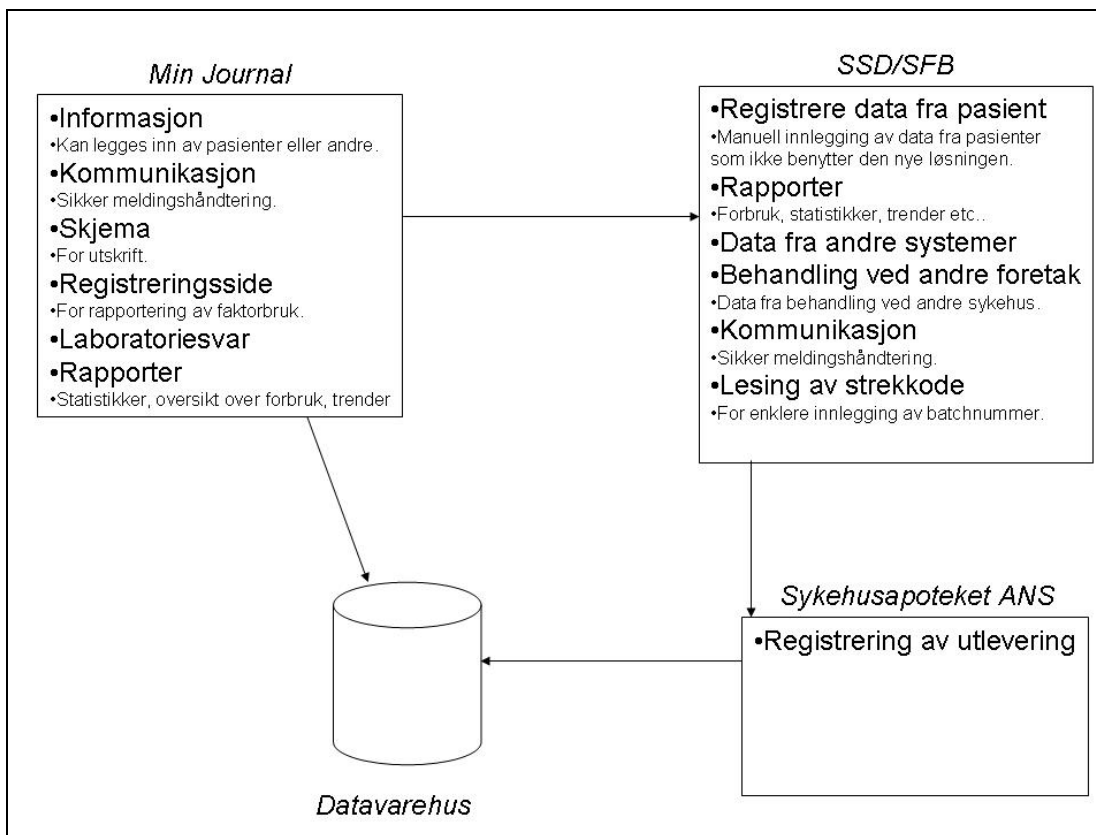 Min Journal
•Informasjon
•Kan legges inn av pasienter eller andre.
•Kommunikasjon
•Sikker meldingshåndtering.
•Skjema
•For utskrift.
•Registreringsside
•For rapportering av faktorbruk.
•Laboratoriesvar
•Rapporter
•Statistikker, oversikt over forbruk, trender
SSD/SFB
•Registrere data fra pasient
•Manuell innlegging av data fra pasienter
som ikke benytter den nye løsningen.
•Rapporter
•Forbruk, statistikker, trender etc..
•Data fra andre systemer
•Behandling ved andre foretak
•Data fra behandling ved andre sykehus.
•Kommunikasjon
•Sikker meldingshåndtering.
•Lesing av strekkode
•For enklere innlegging av batchnummer.
Sykehusapoteket ANS
•Registrering av utlevering
Datavarehus